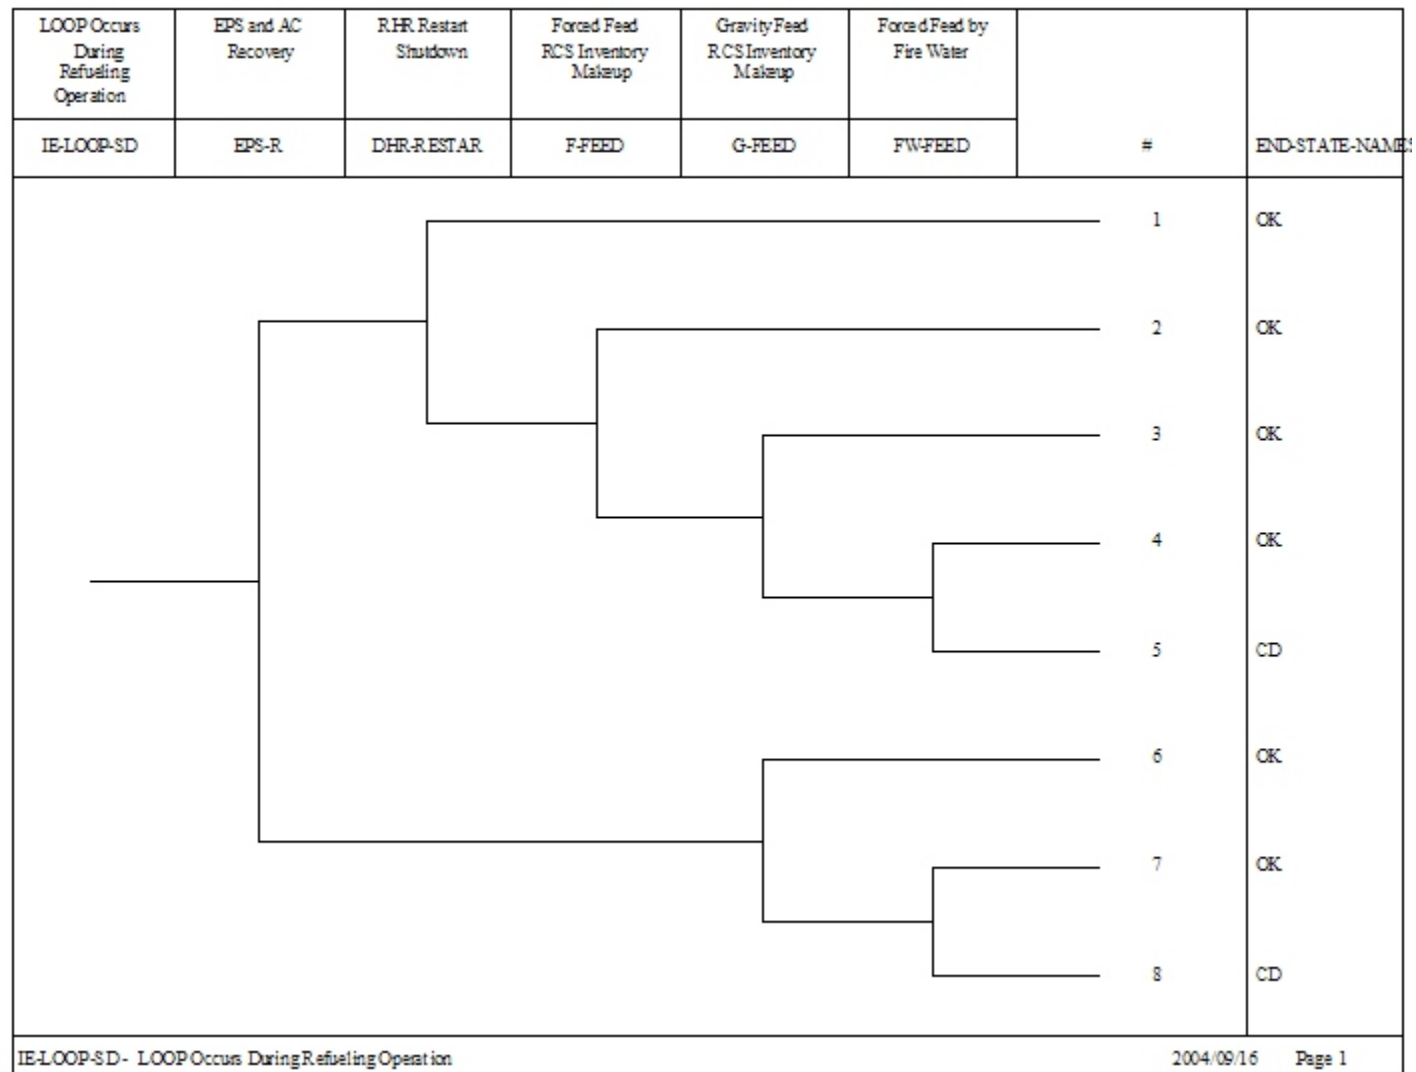 LOOP Occurs
During
Refueling
Operation
EPS and AC
Recovery
RHR Restart
Shutdown
Forced Feed
RCS Inventory
Makeup
Gravity Feed
RCS Inventory
Makeup
Forced Feed by
Fire Water
IE-LOOP-SD
EPS-R
DHR-RESTAR
F-FEED
G-FEED
FW-FEED
#
END-STATE-NAMES
1 OK
2 OK
3 OK
4 OK
5 CD
6 OK
7 OK
8 CD
IE-LOOP-SD - LOOP Occurs During Refueling Operation
2004/09/16 Page 1